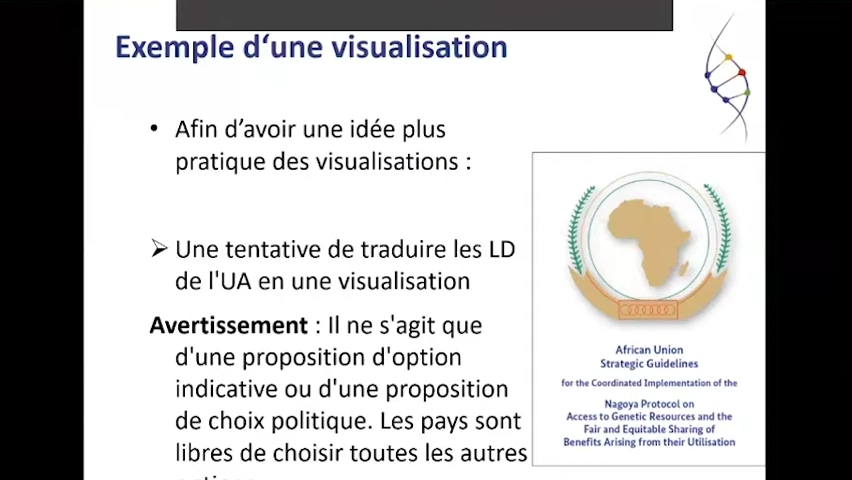 Exemple d‘une visualisation
• Afin d’avoir une idée plus
pratique des visualisations :
➢ Une tentative de traduire les LD
de l'UA en une visualisation
Avertissement : Il ne s'agit que
d'une proposition d'option
indicative ou d'une proposition
de choix politique. Les pays sont
libres de choisir toutes les autres
African Union
Strategic Guidelines
for the Coordinated Implementation of the
Nagoya Protocol on
Access to Genetic Resources and the
Fair and Equitable Sharing of
Benefits Arising from their Utilisation